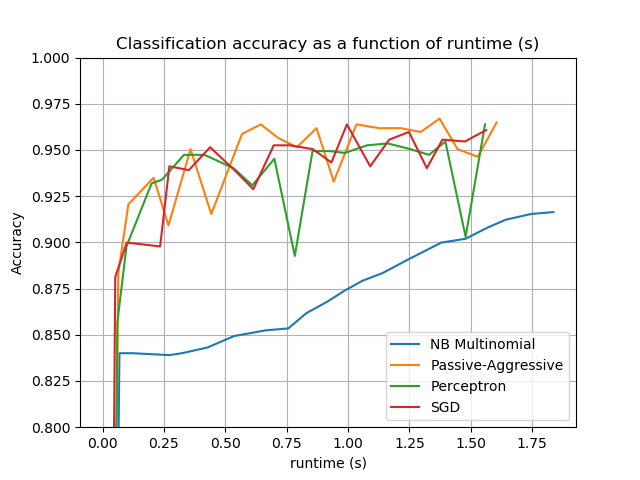 Classification accuracy as a function of runtime (s)
1.000
0.975
0.950
0.925
0.900
0.875
0.850
0.825
0.800
Accuracy
NB Multinomial
Passive-Aggressive
Perceptron
SGD
0.00 0.25 0.50 0.75 1.00 1.25 1.50 1.75
runtime (s)